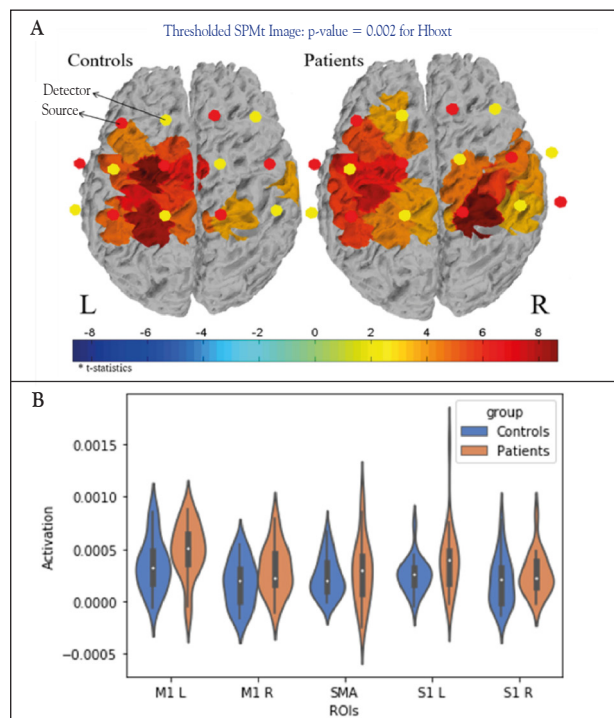 A
Thresholded SPMt Image: p-value = 0.002 for Hboxt
Controls
Patients
Detector
Source
L
R
-8 -6 -4 -2 0 2 4 6 8
* t-statistics
B
group
Controls
Patients
0.0015
0.0010
0.0005
0.0000
−0.0005
Activation
M1 L M1 R SMA S1 L S1 R
ROIs